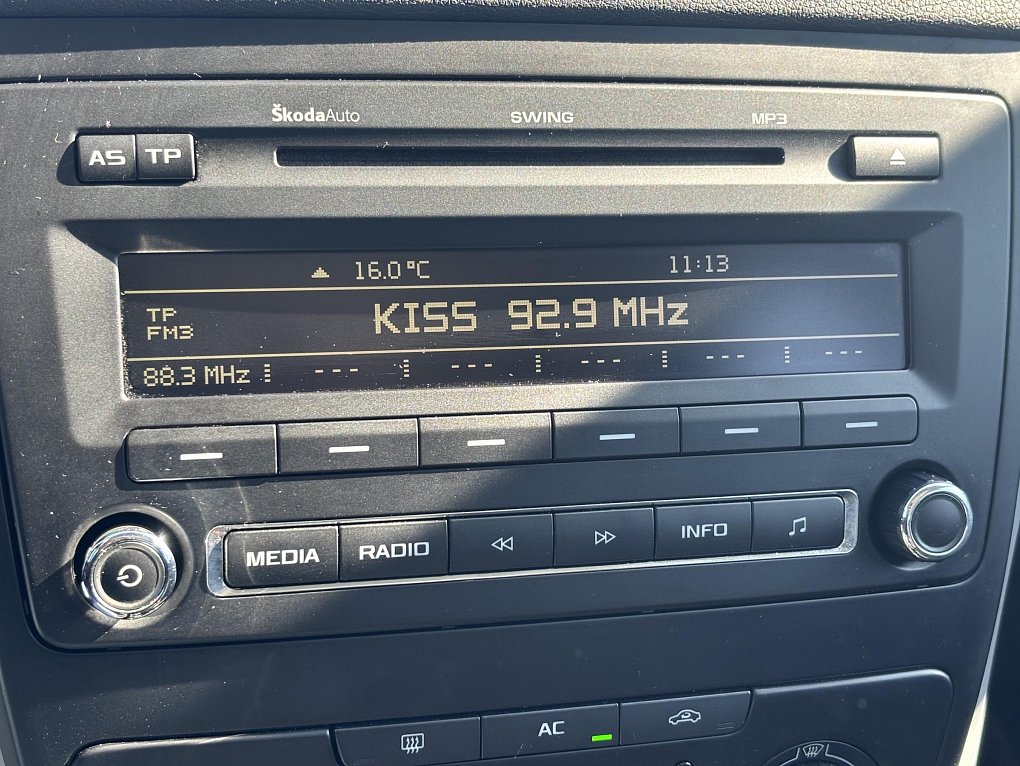 ŠkodaAuto SWING MP3
AS TP
16.0°C 11:13
TP
FM3
KISS 92.9 MHz
88.3 MHz --- --- --- --- ---
MEDIA RADIO INFO
AC